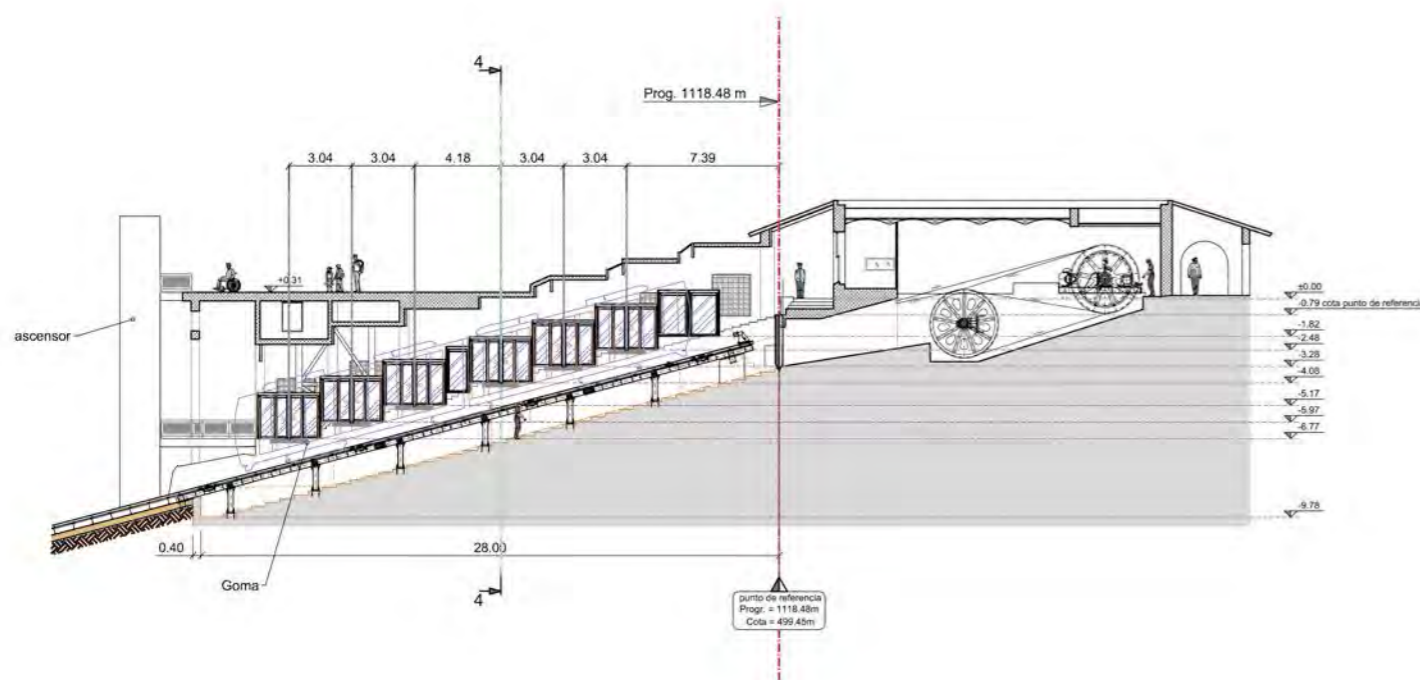 4
Prog. 1118.48 m
3.04
3.04
4.18
3.04
3.04
7.39
+0.31
ascensor
±0.00
-0.79 cota punto de referencia
-1.82
-2.48
-3.28
-4.08
-5.17
-5.97
-6.77
-9.78
0.40
28.00
Goma
4
punto de referencia
Progr. = 1118.48m
Cota = 499.45m